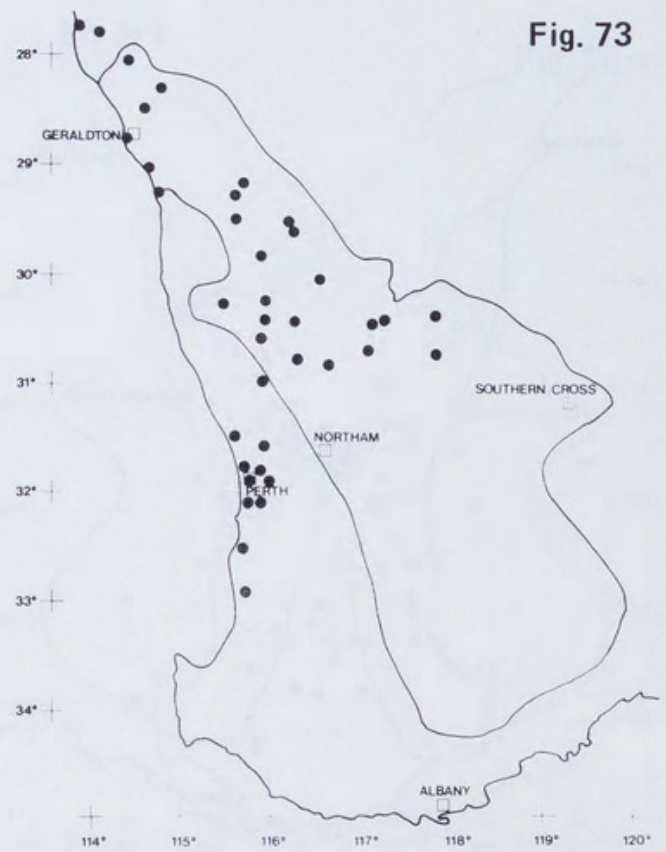 Fig. 73
28°
GERALDTON
29°
30°
31°
SOUTHERN CROSS
NORTHAM
32°
PERTH
33°
34°
ALBANY
114° 115° 116° 117° 118° 119° 120°